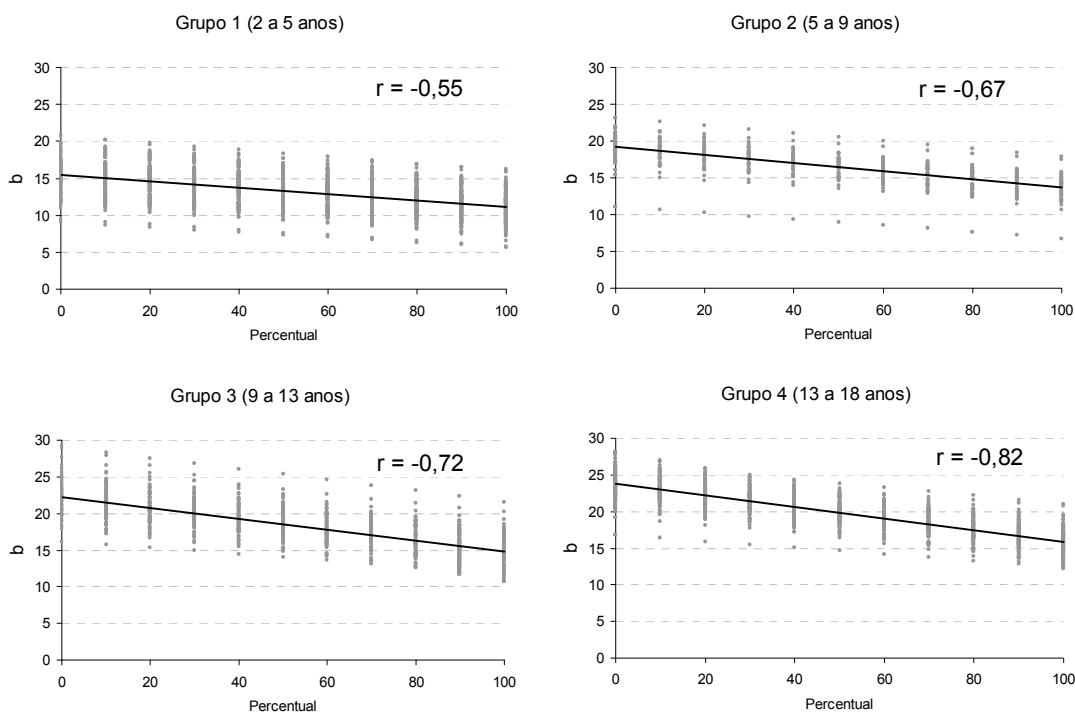 Grupo 1 (2 a 5 anos)
r = -0,55
30
25
20
15
10
5
0
b
0 20 40 60 80 100
Percentual
Grupo 2 (5 a 9 anos)
r = -0,67
30
25
20
15
10
5
0
b
0 20 40 60 80 100
Percentual
Grupo 3 (9 a 13 anos)
r = -0,72
30
25
20
15
10
5
0
b
0 20 40 60 80 100
Percentual
Grupo 4 (13 a 18 anos)
r = -0,82
30
25
20
15
10
5
0
b
0 20 40 60 80 100
Percentual